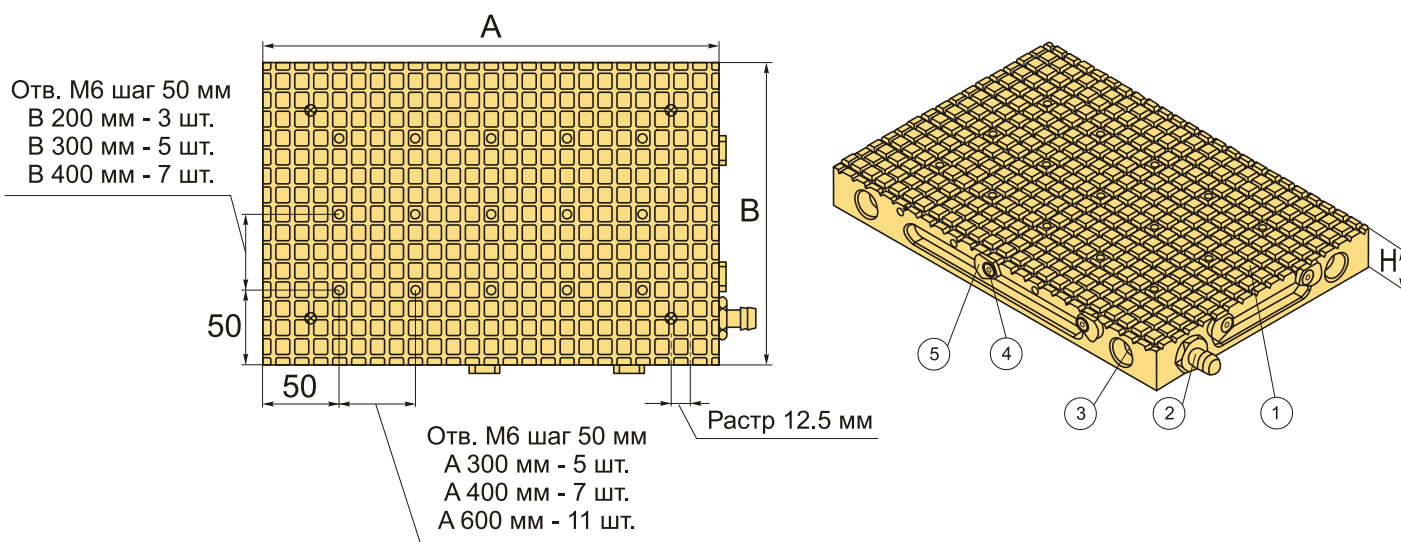 A
Отв. М6 шаг 50 мм
В 200 мм - 3 шт.
В 300 мм - 5 шт.
В 400 мм - 7 шт.
B
H
50
50
Растр 12.5 мм
Отв. М6 шаг 50 мм
А 300 мм - 5 шт.
А 400 мм - 7 шт.
А 600 мм - 11 шт.
5
4
3
2
1